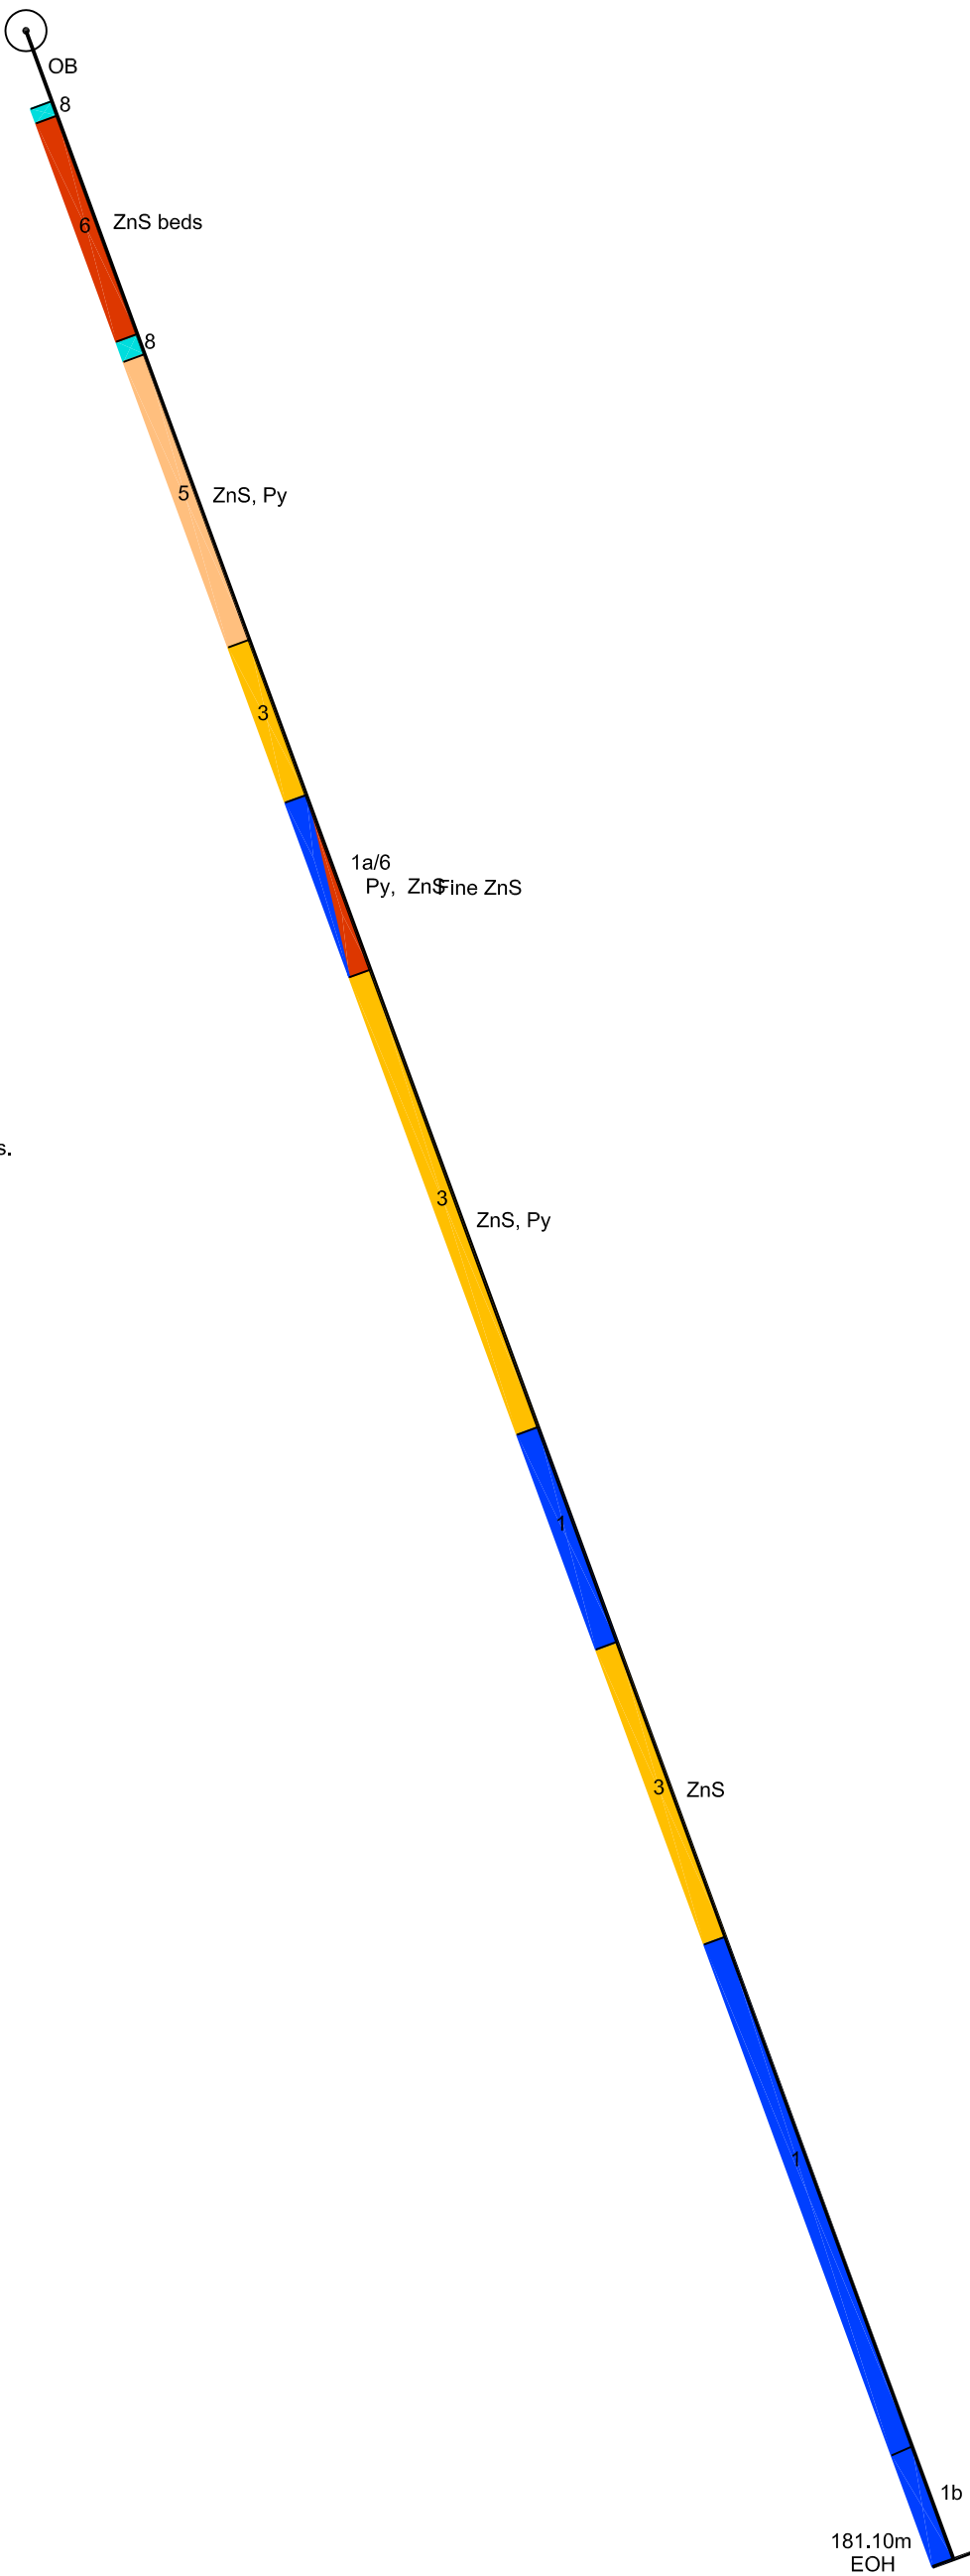 OB
8
6 ZnS beds
8
5 ZnS, Py
3
1a/6
Py, ZnS Fine ZnS
s.
3 ZnS, Py
1
3 ZnS
1
1b
181.10m
EOH